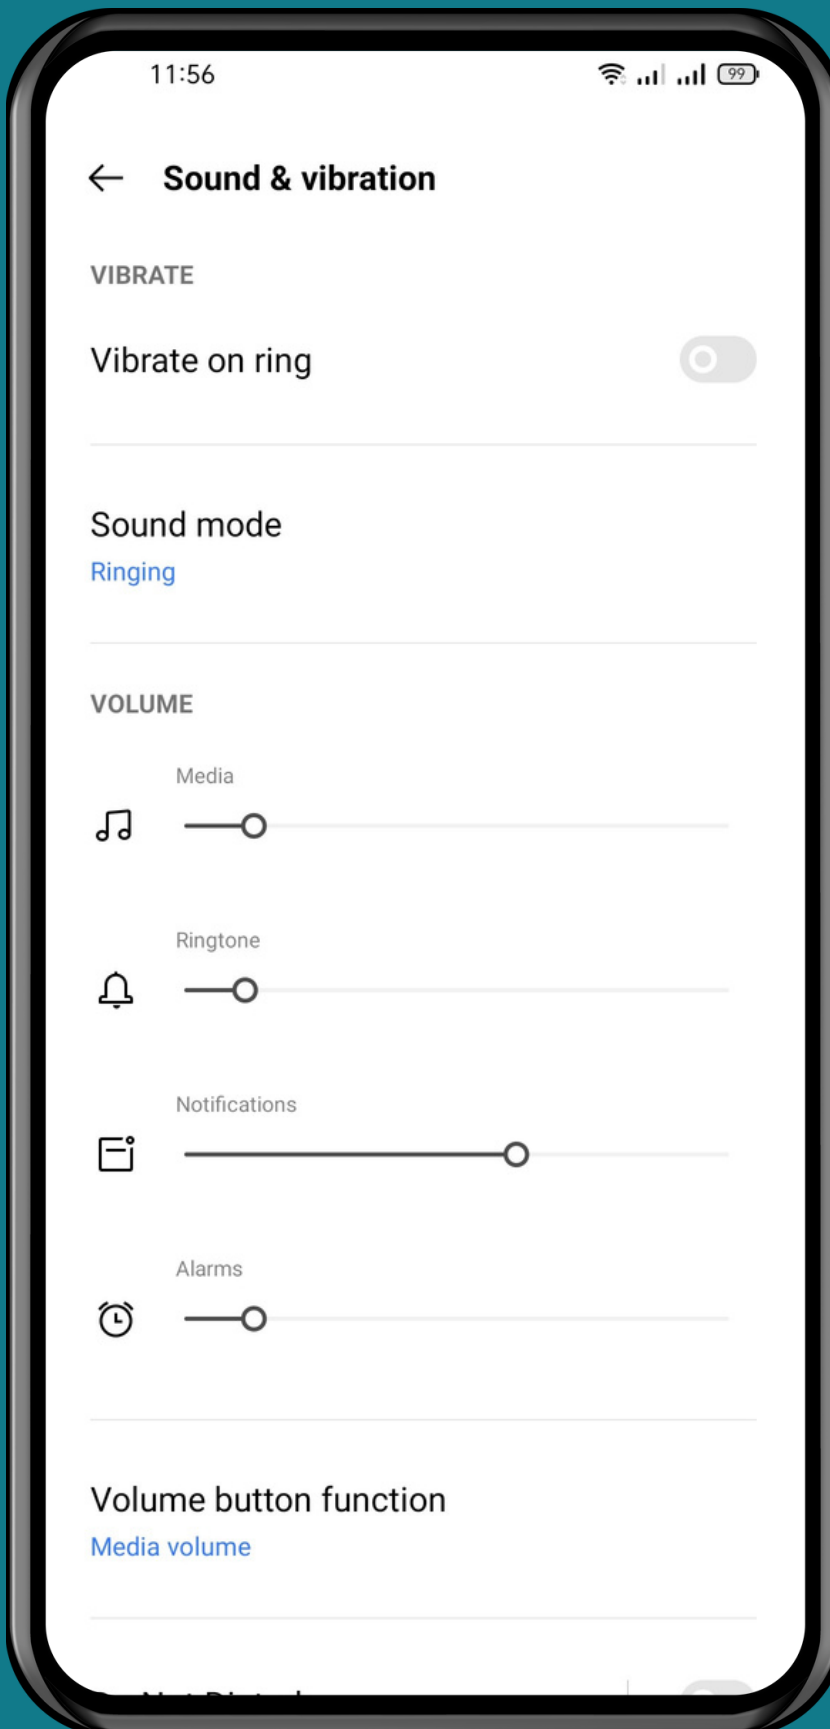 11:56
99
Sound & vibration
VIBRATE
Vibrate on ring
Sound mode
Ringing
VOLUME
Media
Ringtone
Notifications
Alarms
Volume button function
Media volume